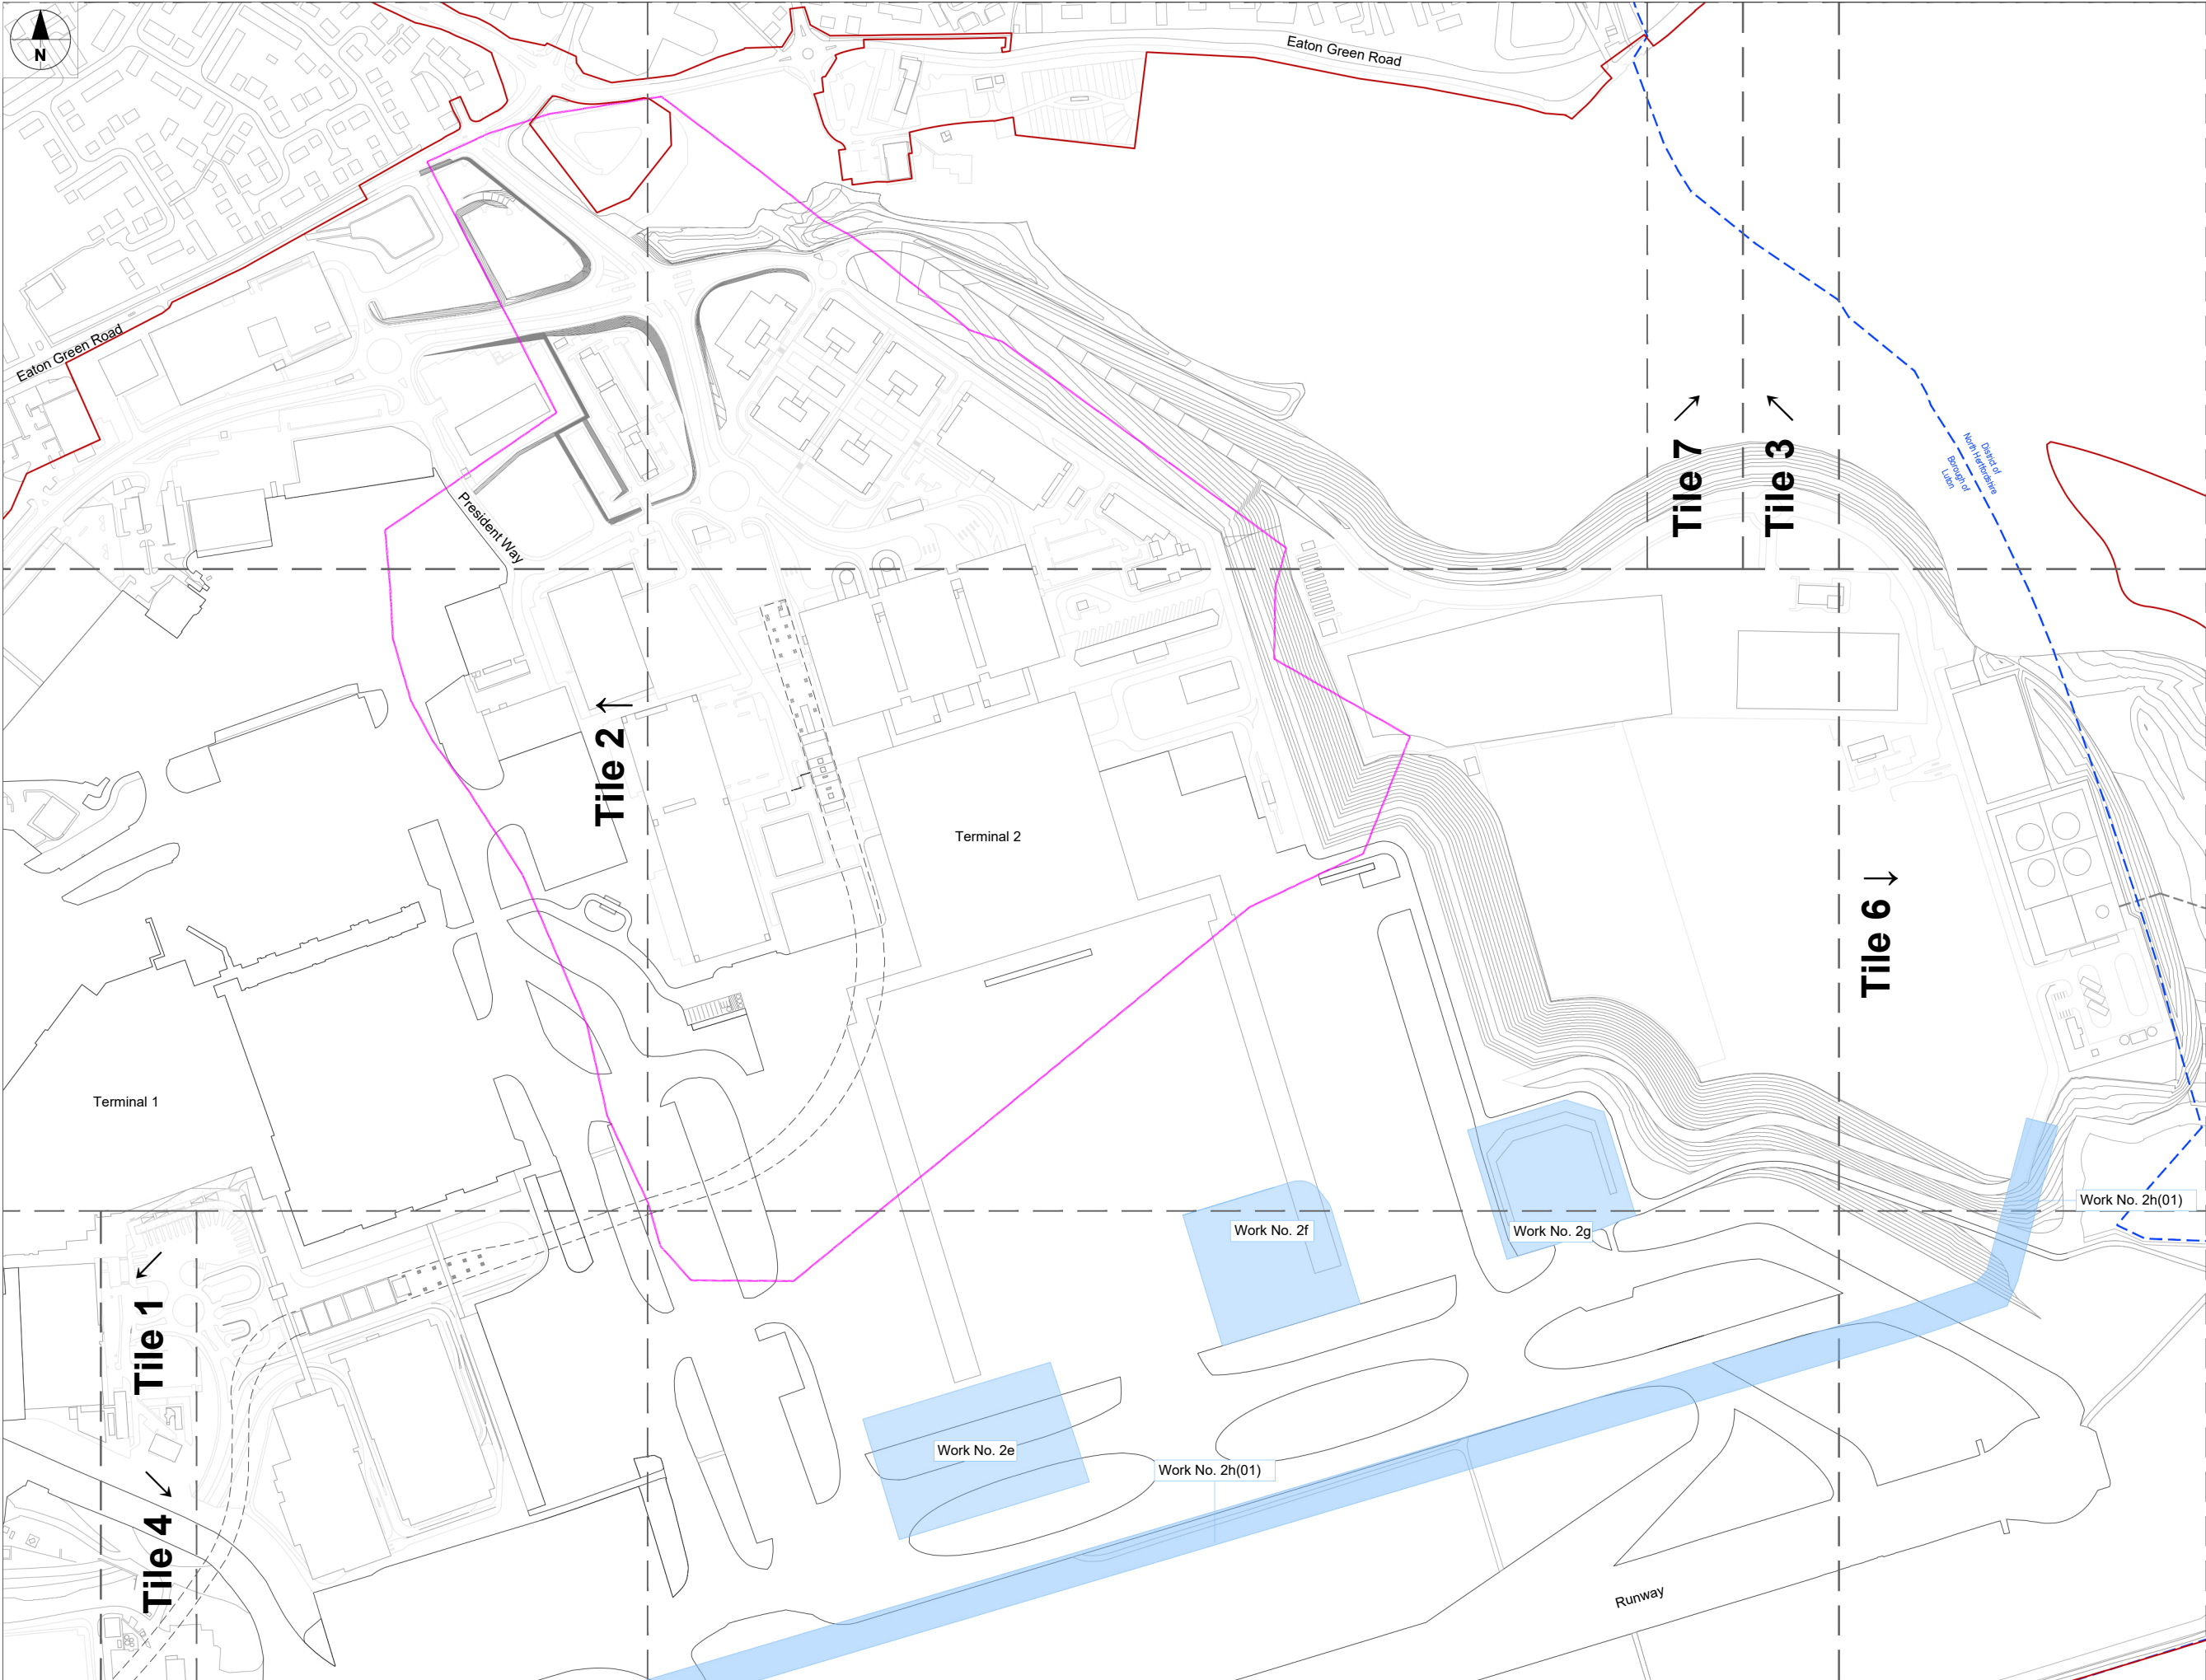 N
Eaton Green Road
Eaton Green Road
President Way
Tile 7
Tile 3
District of
North Hertfordshire
Borough of
Luton
Tile 2
Terminal 2
Tile 6
Terminal 1
Work No. 2h(01)
Work No. 2f
Work No. 2g
Tile 1
Work No. 2e
Work No. 2h(01)
Tile 4
Runway